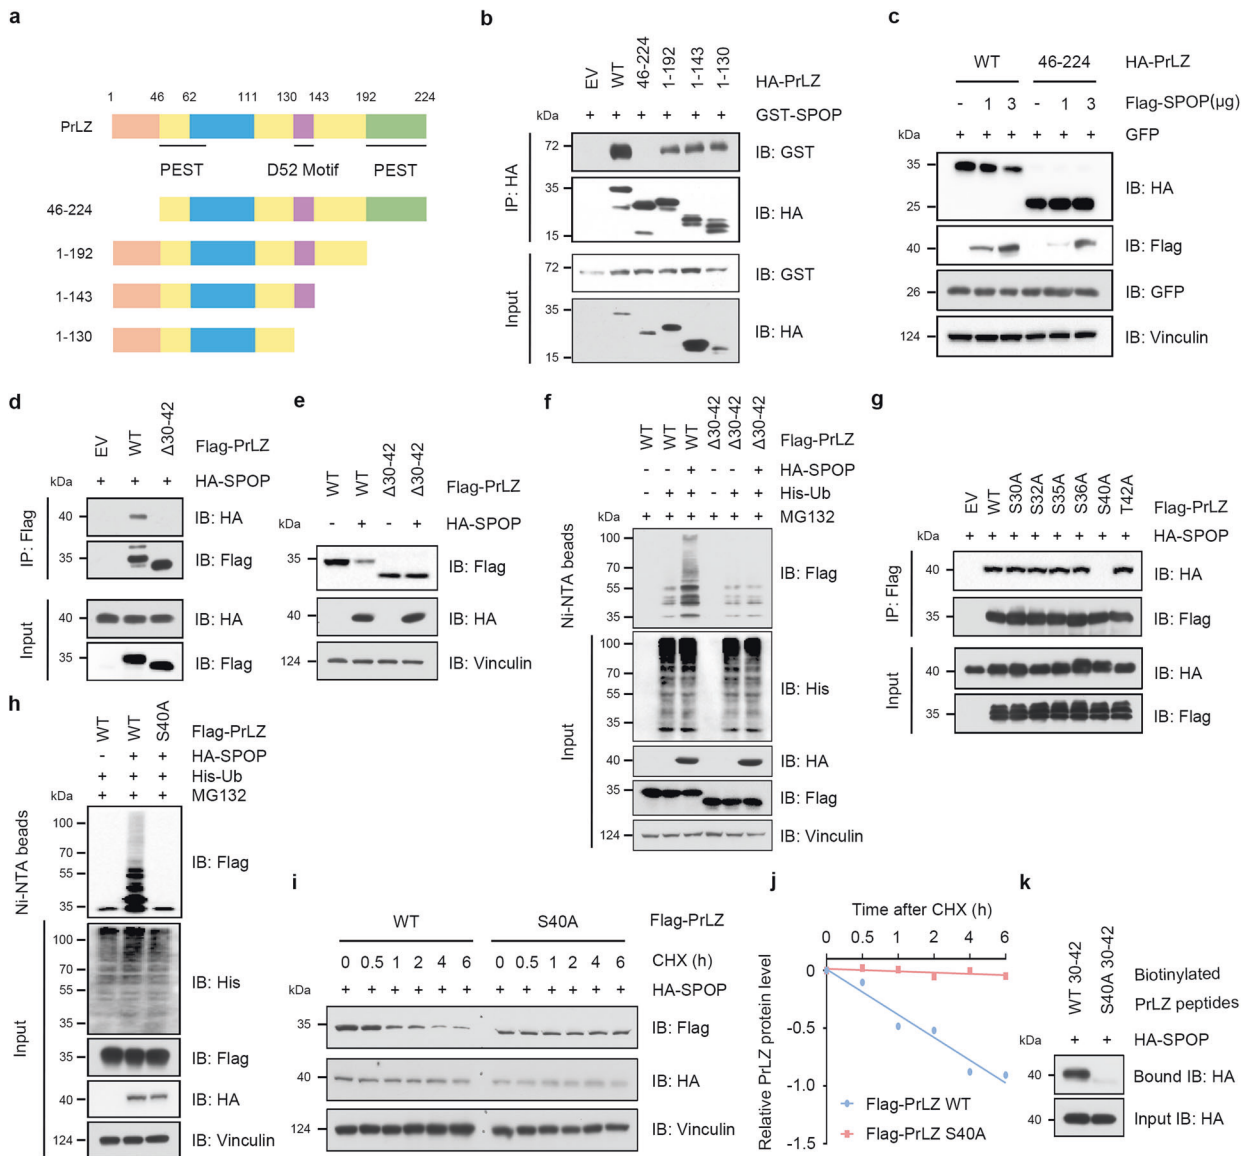 a
1 46 62 111 130 143 192 224
PrLZ
PEST D52 Motif PEST
46-224
1-192
1-143
1-130
b
EV WT 46-224 1-192 1-143 1-130 HA-PrLZ
+ + + + + + GST-SPOP
kDa
IP: HA
72 IB: GST
35
15
IB: HA
Input
72 IB: GST
35
15
IB: HA
c
WT 46-224 HA-PrLZ
- 1 3 - 1 3 Flag-SPOP(μg)
kDa + + + + + + GFP
35
25
IB: HA
40 IB: Flag
26 IB: GFP
124 IB: Vinculin
d
EV WT Δ30-42 Flag-PrLZ
kDa + + + HA-SPOP
IP: Flag
40 IB: HA
35 IB: Flag
Input
40 IB: HA
35 IB: Flag
e
WT WT Δ30-42 Δ30-42 Flag-PrLZ
kDa - + - + HA-SPOP
35 IB: Flag
40 IB: HA
124 IB: Vinculin
f
WT WT WT Δ30-42 Δ30-42 Δ30-42 Flag-PrLZ
- - + - - + HA-SPOP
- + + - + + His-Ub
kDa + + + + + + MG132
Ni-NTA beads
100
70
55
35
IB: Flag
Input
100
70
55
35
IB: His
40 IB: HA
35 IB: Flag
124 IB: Vinculin
g
EV WT S30A S32A S35A S36A S40A T42A Flag-PrLZ
kDa + + + + + + + + HA-SPOP
IP: Flag
40 IB: HA
35 IB: Flag
Input
40 IB: HA
35 IB: Flag
h
WT WT S40A Flag-PrLZ
- + + HA-SPOP
+ + + His-Ub
kDa + + + MG132
Ni-NTA beads
100
70
55
35
IB: Flag
Input
100
70
55
35
IB: His
35 IB: Flag
40 IB: HA
124 IB: Vinculin
i
WT S40A Flag-PrLZ
0 0.5 1 2 4 6 0 0.5 1 2 4 6 CHX (h)
kDa + + + + + + + + + + + + HA-SPOP
35 IB: Flag
40 IB: HA
124 IB: Vinculin
j
Time after CHX (h)
0 0.5 1 2 4 6
Relative PrLZ protein level
0
-0.5
-1.0
-1.5
Flag-PrLZ WT
Flag-PrLZ S40A
k
WT 30-42 S40A 30-42 Biotinylated
PrLZ peptides
kDa + + HA-SPOP
40 Bound IB: HA
40 Input IB: HA